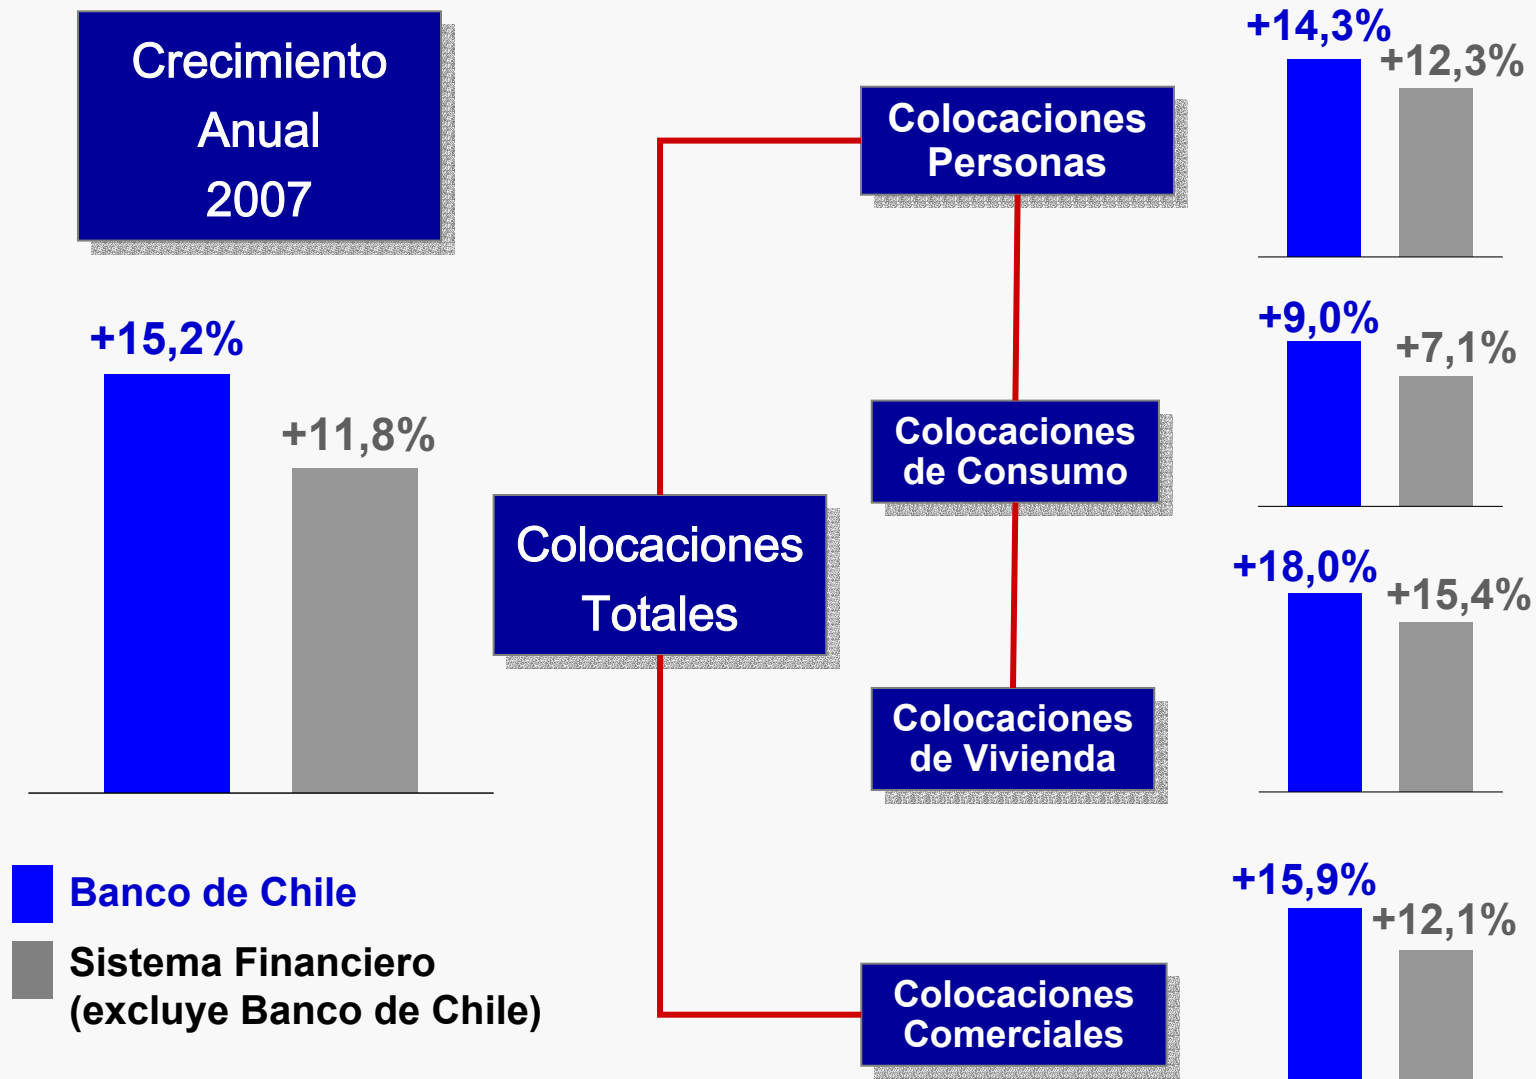 Crecimiento
Anual
2007
+15,2%
+11,8%
Banco de Chile
Sistema Financiero
(excluye Banco de Chile)
Colocaciones
Totales
Colocaciones
Personas
+14,3%
+12,3%
Colocaciones
de Consumo
+9,0%
+7,1%
Colocaciones
de Vivienda
+18,0%
+15,4%
Colocaciones
Comerciales
+15,9%
+12,1%